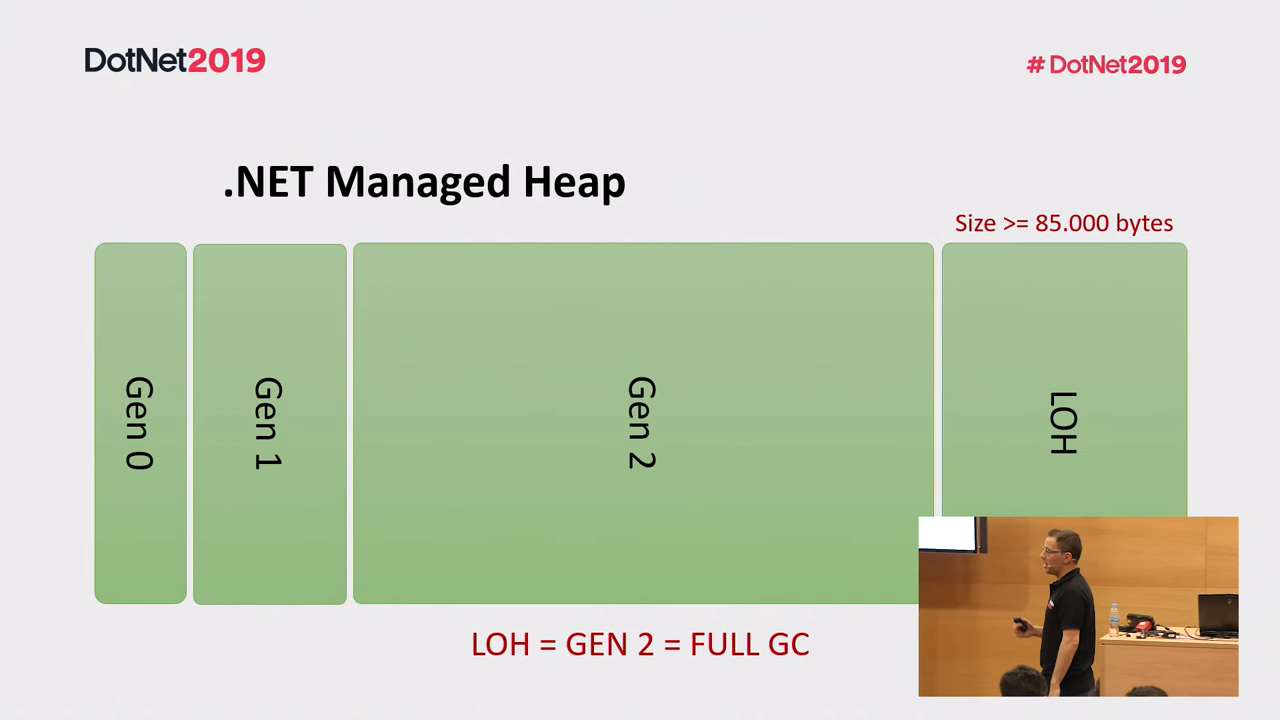 DotNet2019
# DotNet2019
.NET Managed Heap
Size >= 85.000 bytes
Gen 0
Gen 1
Gen 2
LOH
LOH = GEN 2 = FULL GC